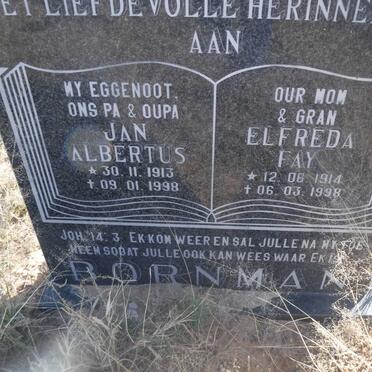 ET LIEFDEVOLLE HERINNE
AAN
MY EGGENOOT,
ONS PA & OUPA
JAN
ALBERTUS
★ 30.11.1913
✝ 09.01.1998
OUR MOM
& GRAN
ELFREDA
FAY
★ 12.08.1914
✝ 06.03.1998
JOH. 14:3. EK KOM WEER EN SAL JULLE NA MY TOE
NEEM SODAT JULLE OOK KAN WEES WAAR EK IS
BORNMAN